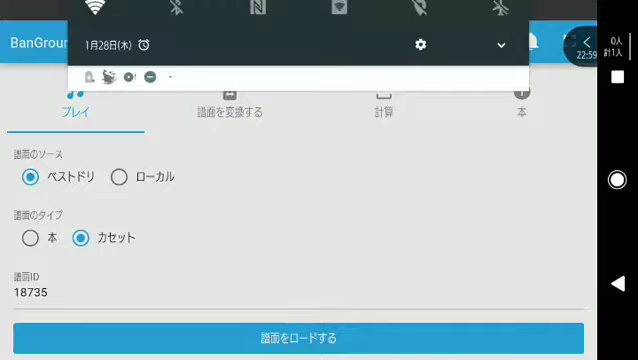 BanGroun
1月28日(木)
0人
計1人
22:59
プレイ
譜面を変換する
計算
本
譜面のソース
ベストドリ
ローカル
譜面のタイプ
本
カセット
譜面ID
18735
譜面をロードする